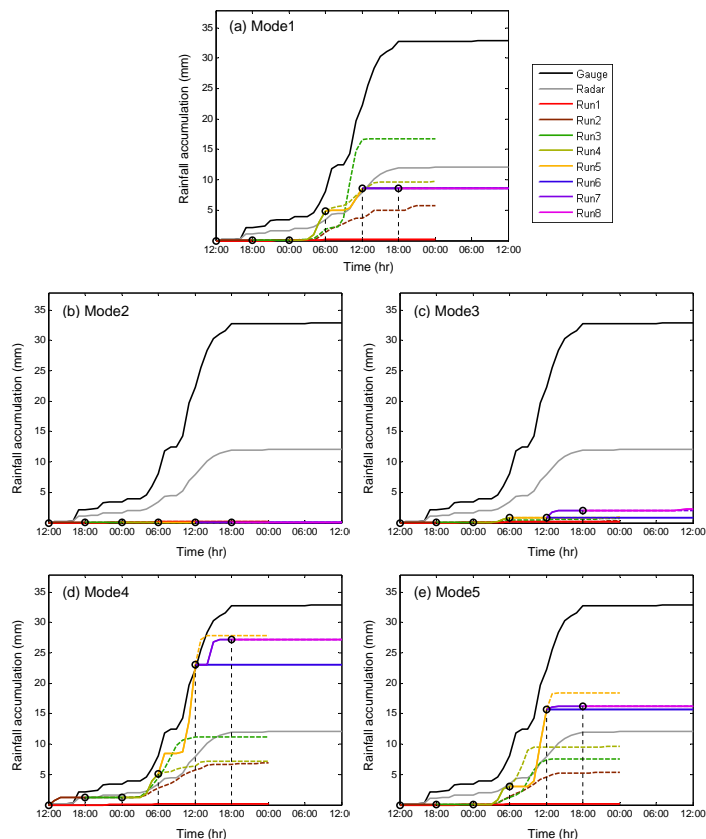 (a) Mode1
Rainfall accumulation (mm)
35
30
25
20
15
10
5
12:00 18:00 00:00 06:00 12:00 18:00 00:00 06:00 12:00
Time (hr)
Gauge
Radar
Run1
Run2
Run3
Run4
Run5
Run6
Run7
Run8
(b) Mode2
Rainfall accumulation (mm)
35
30
25
20
15
10
5
12:00 18:00 00:00 06:00 12:00 18:00 00:00 06:00 12:00
Time (hr)
(c) Mode3
Rainfall accumulation (mm)
35
30
25
20
15
10
5
12:00 18:00 00:00 06:00 12:00 18:00 00:00 06:00 12:00
Time (hr)
(d) Mode4
Rainfall accumulation (mm)
35
30
25
20
15
10
5
12:00 18:00 00:00 06:00 12:00 18:00 00:00 06:00 12:00
Time (hr)
(e) Mode5
Rainfall accumulation (mm)
35
30
25
20
15
10
5
12:00 18:00 00:00 06:00 12:00 18:00 00:00 06:00 12:00
Time (hr)